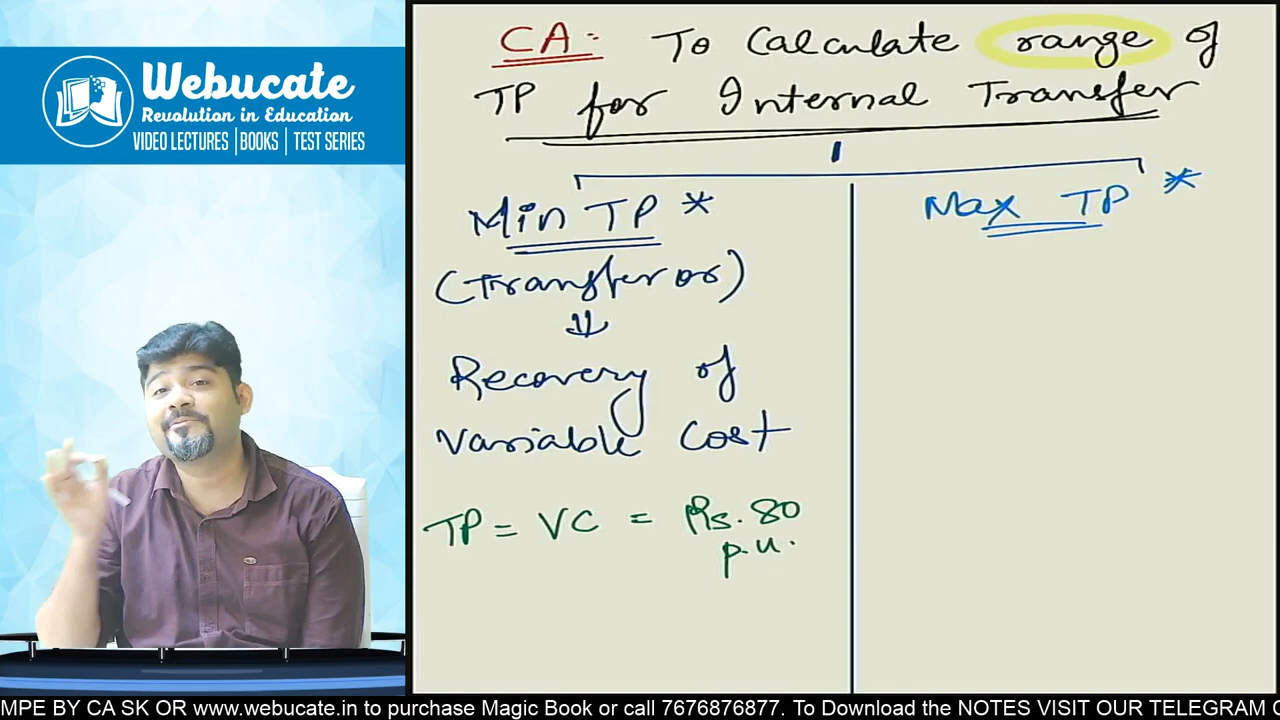 Webucate
Revolution in Education
VIDEO LECTURES | BOOKS | TEST SERIES
CA:- To Calculate range of
TP for Internal Transfer
Min TP *
(Transferor)
Recovery of
Variable Cost
TP = VC = Rs. 80
p.u.
Max TP *
MPE BY CA SK OR www.webucate.in to purchase Magic Book or call 7676876877. To Download the NOTES VISIT OUR TELEGRAM C